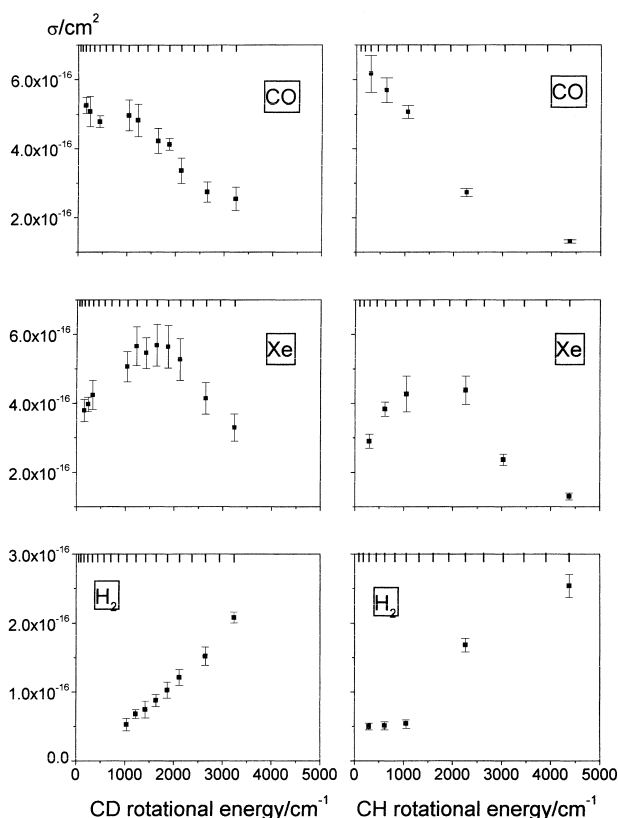 σ/cm²
6.0x10⁻¹⁶
4.0x10⁻¹⁶
2.0x10⁻¹⁶
CO
CO
6.0x10⁻¹⁶
4.0x10⁻¹⁶
2.0x10⁻¹⁶
Xe
Xe
3.0x10⁻¹⁶
2.0x10⁻¹⁶
1.0x10⁻¹⁶
0.0
H₂
H₂
0 1000 2000 3000 4000 5000
0 1000 2000 3000 4000 5000
CD rotational energy/cm⁻¹
CH rotational energy/cm⁻¹